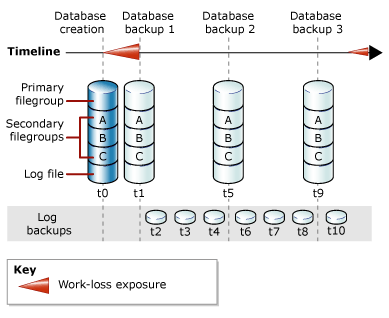 Database creation
Database backup 1
Database backup 2
Database backup 3
Timeline
Primary filegroup
Secondary filegroups
Log file
A A A A
B B B B
C C C C
t0 t1 t5 t9
Log backups
t2 t3 t4 t6 t7 t8 t10
Key
Work-loss exposure